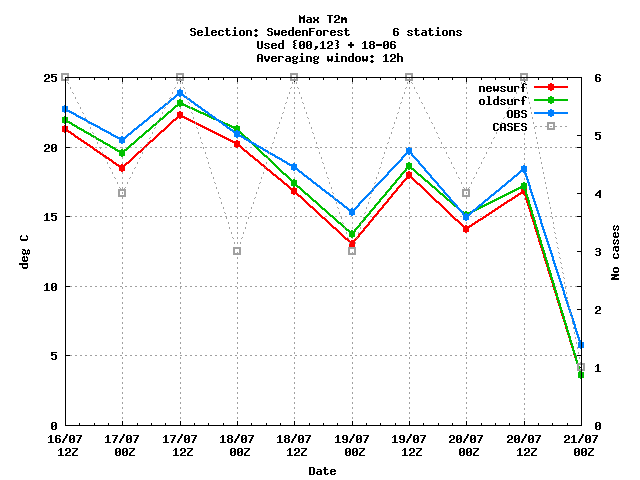 Max T2m
Selection: SwedenForest 6 stations
Used {00,12} + 18-06
Averaging window: 12h
25
20
15
10
5
0
deg C
6
5
4
3
2
1
0
No cases
newsurf
oldsurf
OBS
CASES
16/07 17/07 17/07 18/07 18/07 19/07 19/07 20/07 20/07 21/07
12Z 00Z 12Z 00Z 12Z 00Z 12Z 00Z 12Z 00Z
Date